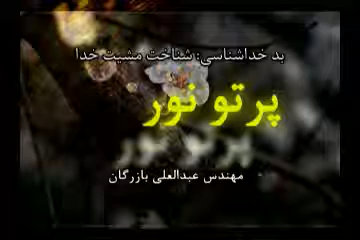 بد خداشناسی: شناخت مشیت خدا
پرتو نور
مهندس عبدالعلی بازرگان